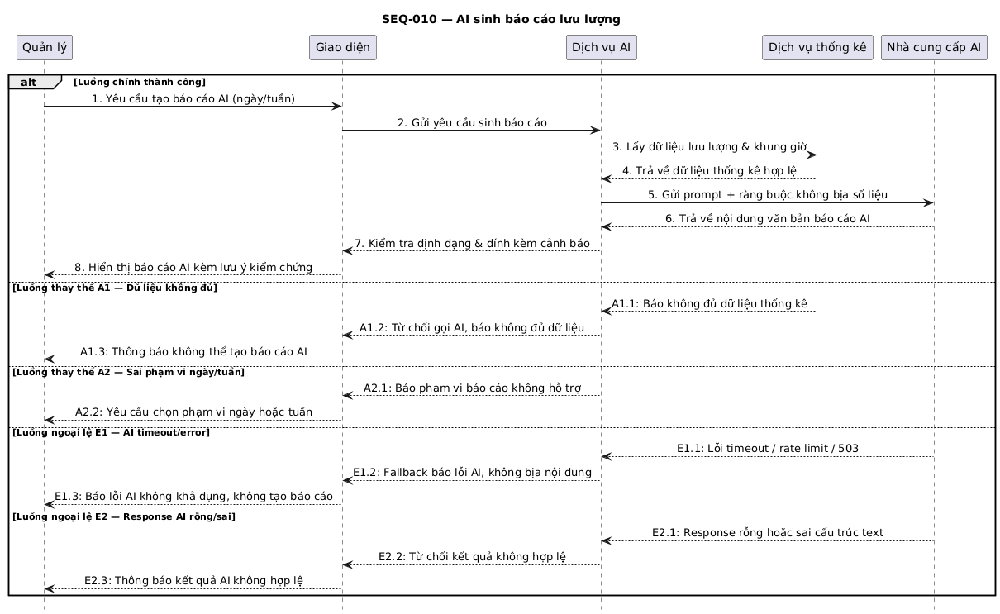 SEQ-010 — AI sinh báo cáo lưu lượng
Quản lý
Giao diện
Dịch vụ AI
Dịch vụ thống kê
Nhà cung cấp AI
alt
[Luồng chính thành công]
1. Yêu cầu tạo báo cáo AI (ngày/tuần)
2. Gửi yêu cầu sinh báo cáo
3. Lấy dữ liệu lưu lượng & khung giờ
4. Trả về dữ liệu thống kê hợp lệ
5. Gửi prompt + ràng buộc không bịa số liệu
6. Trả về nội dung văn bản báo cáo AI
7. Kiểm tra định dạng & đính kèm cảnh báo
8. Hiển thị báo cáo AI kèm lưu ý kiểm chứng
[Luồng thay thế A1 — Dữ liệu không đủ]
A1.1: Báo không đủ dữ liệu thống kê
A1.2: Từ chối gọi AI, báo không đủ dữ liệu
A1.3: Thông báo không thể tạo báo cáo AI
[Luồng thay thế A2 — Sai phạm vi ngày/tuần]
A2.1: Báo phạm vi báo cáo không hỗ trợ
A2.2: Yêu cầu chọn phạm vi ngày hoặc tuần
[Luồng ngoại lệ E1 — AI timeout/error]
E1.1: Lỗi timeout / rate limit / 503
E1.2: Fallback báo lỗi AI, không bịa nội dung
E1.3: Báo lỗi AI không khả dụng, không tạo báo cáo
[Luồng ngoại lệ E2 — Response AI rỗng/sai]
E2.1: Response rỗng hoặc sai cấu trúc text
E2.2: Từ chối kết quả không hợp lệ
E2.3: Thông báo kết quả AI không hợp lệ